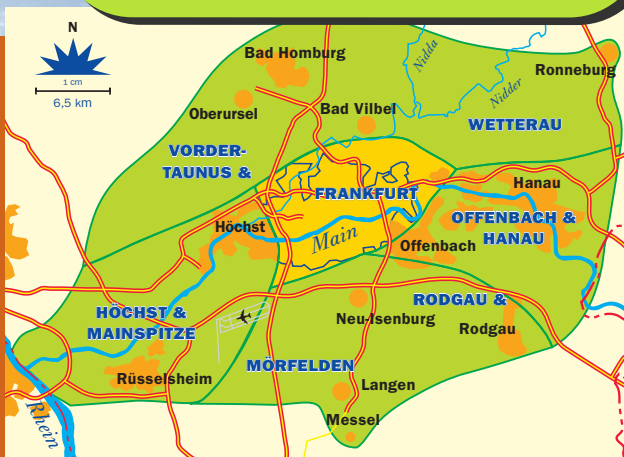 N
1 cm
6,5 km
Bad Homburg
Nidda
Ronneburg
Nidder
Oberursel
Bad Vilbel
WETTERAU
VORDER-
TAUNUS &
FRANKFURT
Hanau
Höchst
Main
OFFENBACH &
HANAU
Offenbach
HÖCHST &
MAINSPITZE
RODGAU &
Neu-Isenburg
Rodgau
MÖRFELDEN
Rüsselsheim
Langen
Rhein
Messel